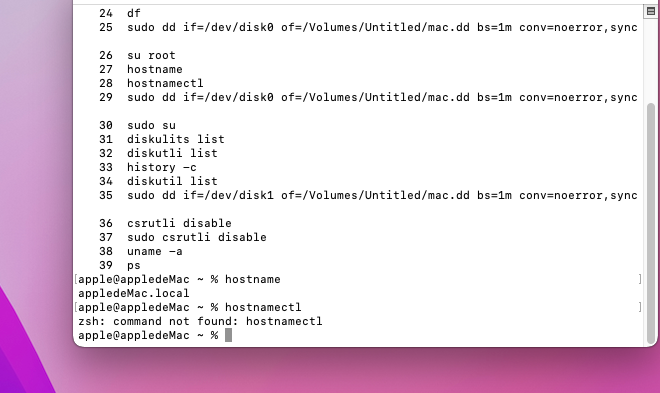 24 df
25 sudo dd if=/dev/disk0 of=/Volumes/Untitled/mac.dd bs=1m conv=noerror,sync
26 su root
27 hostname
28 hostnamectl
29 sudo dd if=/dev/disk0 of=/Volumes/Untitled/mac.dd bs=1m conv=noerror,sync
30 sudo su
31 diskulits list
32 diskutli list
33 history -c
34 diskutil list
35 sudo dd if=/dev/disk1 of=/Volumes/Untitled/mac.dd bs=1m conv=noerror,sync
36 csrutli disable
37 sudo csrutli disable
38 uname -a
39 ps
[apple@appledeMac ~ % hostname ]
appledeMac.local
[apple@appledeMac ~ % hostnamectl ]
zsh: command not found: hostnamectl
apple@appledeMac ~ %